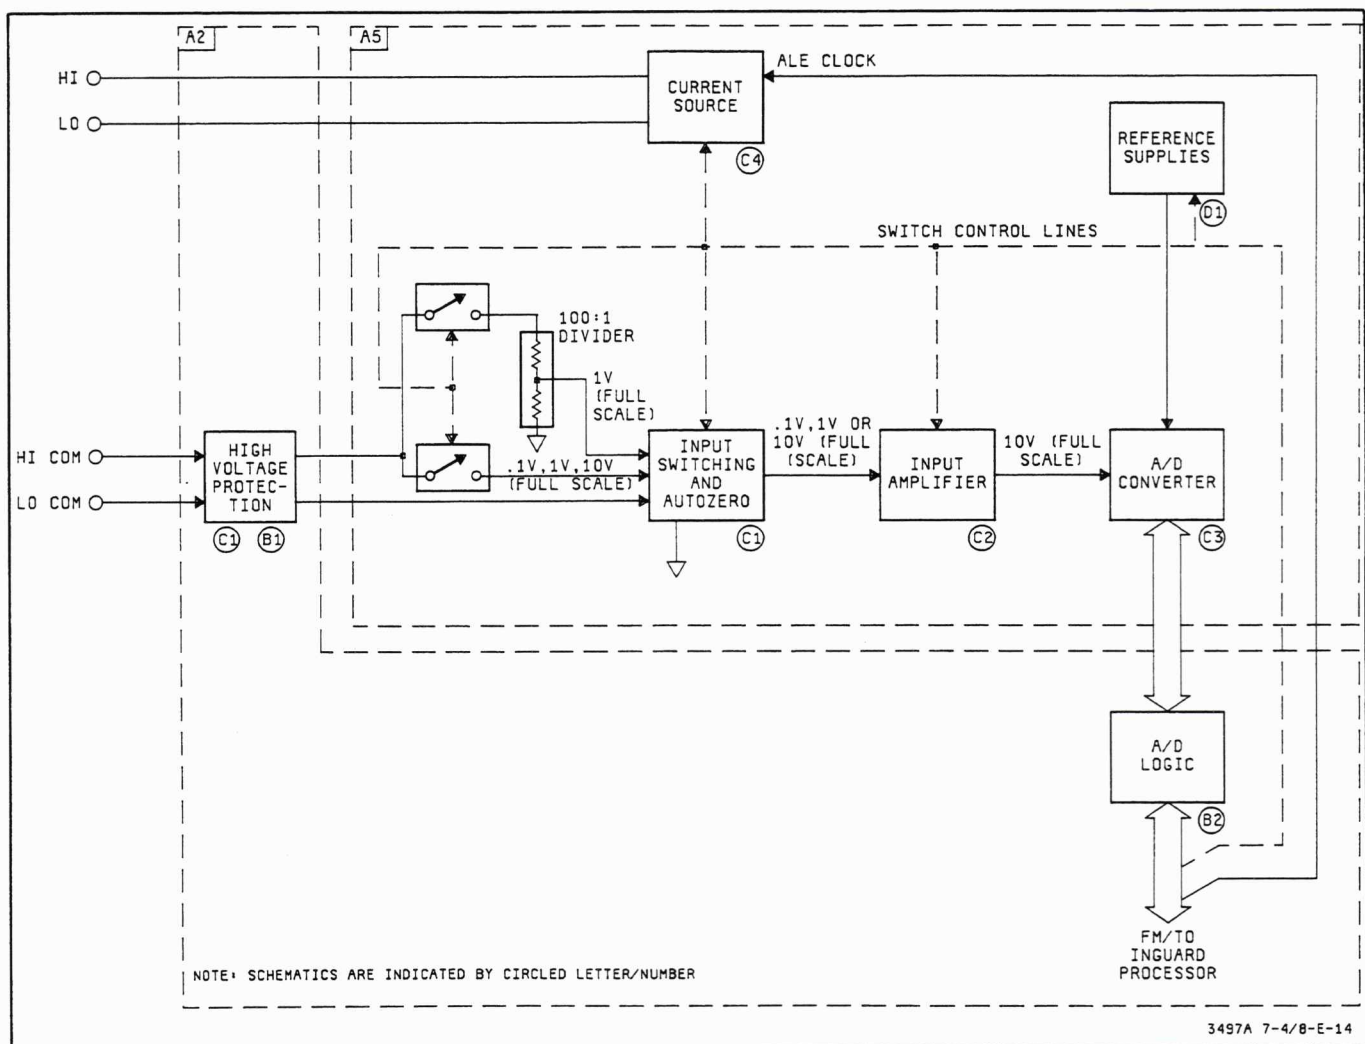 A2
A5
HI
LO
CURRENT
SOURCE
C4
ALE CLOCK
REFERENCE
SUPPLIES
D1
SWITCH CONTROL LINES
100:1
DIVIDER
1V
(FULL
SCALE)
HI COM
LO COM
HIGH
VOLTAGE
PROTEC-
TION
C1
B1
.1V,1V,10V
(FULL SCALE)
INPUT
SWITCHING
AND
AUTOZERO
C1
.1V,1V OR
10V (FULL
(SCALE)
INPUT
AMPLIFIER
C2
10V (FULL
SCALE)
A/D
CONVERTER
C3
A/D
LOGIC
B2
FM/TO
INGUARD
PROCESSOR
NOTE: SCHEMATICS ARE INDICATED BY CIRCLED LETTER/NUMBER
3497A 7-4/8-E-14